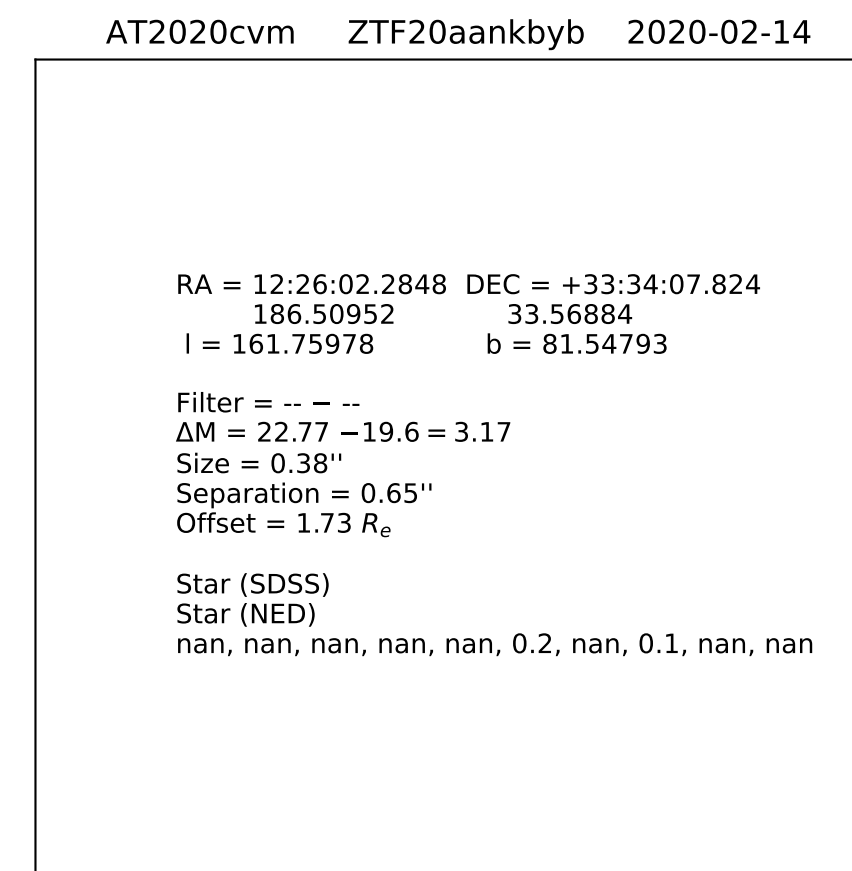 AT2020cvm ZTF20aankbyb 2020-02-14
RA = 12:26:02.2848 DEC = +33:34:07.824
186.50952 33.56884
l = 161.75978 b = 81.54793
Filter = -- − --
ΔM = 22.77 −19.6 = 3.17
Size = 0.38''
Separation = 0.65''
Offset = 1.73 Re
Star (SDSS)
Star (NED)
nan, nan, nan, nan, nan, 0.2, nan, 0.1, nan, nan